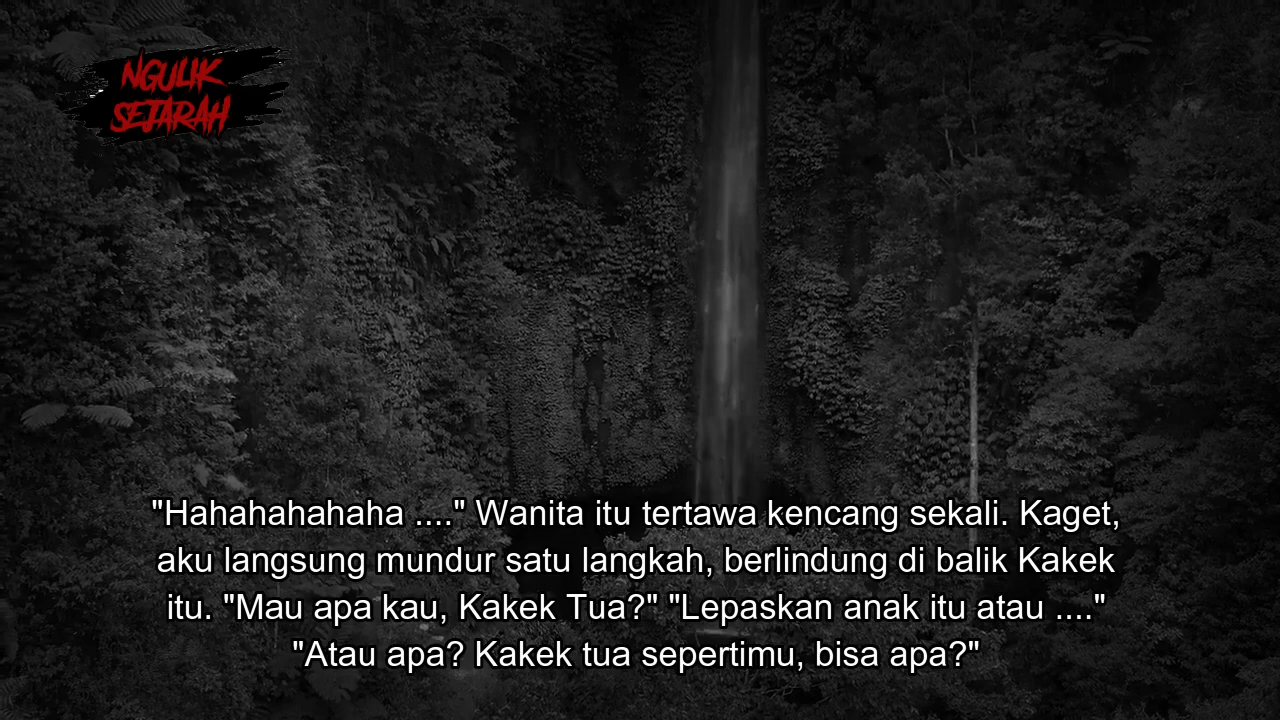 NGULIK
SEJARAH
"Hahahahahaha ...." Wanita itu tertawa kencang sekali. Kaget,
aku langsung mundur satu langkah, berlindung di balik Kakek
itu. "Mau apa kau, Kakek Tua?" "Lepaskan anak itu atau ...."
"Atau apa? Kakek tua sepertimu, bisa apa?"